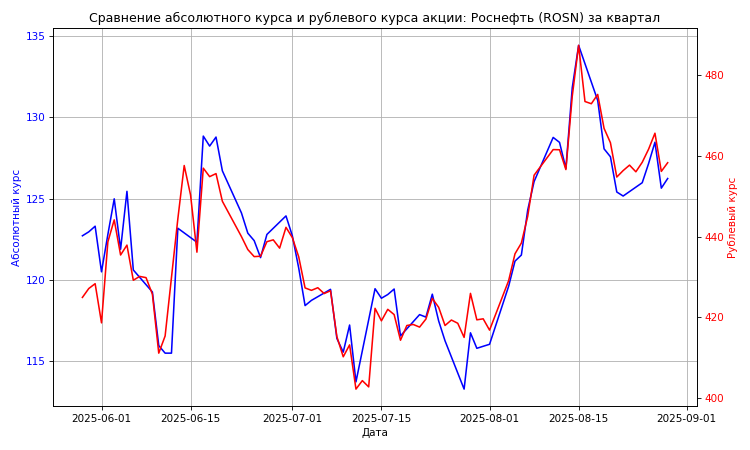 Сравнение абсолютного курса и рублевого курса акции: Роснефть (ROSN) за квартал
Абсолютный курс
135
130
125
120
115
480
460
440
420
400
Рублевый курс
2025-06-01 2025-06-15 2025-07-01 2025-07-15 2025-08-01 2025-08-15 2025-09-01
Дата